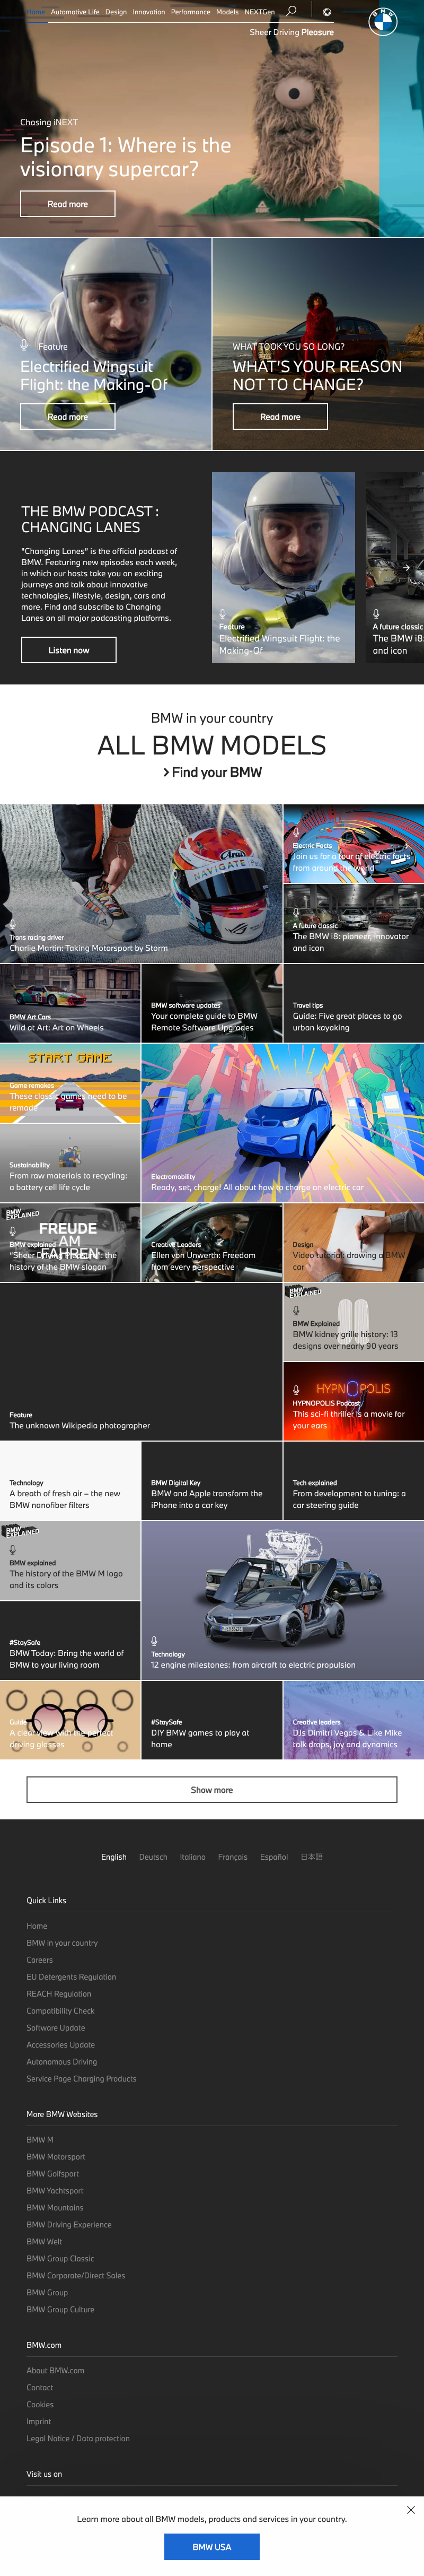 Home Automotive Life Design Innovation Performance Models NEXTGen
Sheer Driving Pleasure
BMW
Chasing iNEXT
Episode 1: Where is the
visionary supercar?
Read more
Feature
Electrified Wingsuit
Flight: the Making-Of
Read more
WHAT TOOK YOU SO LONG?
WHAT'S YOUR REASON
NOT TO CHANGE?
Read more
THE BMW PODCAST :
CHANGING LANES
"Changing Lanes" is the official podcast of
BMW. Featuring new episodes each week,
in which our hosts take you on exciting
journeys and talk about innovative
technologies, lifestyle, design, cars and
more. Find and subscribe to Changing
Lanes on all major podcasting platforms.
Listen now
Feature
Electrified Wingsuit Flight: the
Making-Of
A future classic
The BMW i8:
and icon
BMW in your country
ALL BMW MODELS
Find your BMW
Arai
NAVIGATE
Trans racing driver
Charlie Martin: Taking Motorsport by Storm
Electric Facts
Join us for a tour of electric facts
from around the world
A future classic
The BMW i8: pioneer, innovator
and icon
BMW Art Cars
Wild at Art: Art on Wheels
BMW software updates
Your complete guide to BMW
Remote Software Upgrades
Travel tips
Guide: Five great places to go
urban kayaking
START GAME
Game remakes
These classic games need to be
remade
Sustainability
From raw materials to recycling:
a battery cell life cycle
Electromobility
Ready, set, charge! All about how to charge an electric car
BMW
EXPLAINED
FREUDE
AM
FAHREN
BMW explained
"Sheer Driving Pleasure": the
history of the BMW slogan
Creative Leaders
Ellen von Unwerth: Freedom
from every perspective
Design
Video tutorial: drawing a BMW
car
Feature
The unknown Wikipedia photographer
BMW
EXPLAINED
BMW Explained
BMW kidney grille history: 13
designs over nearly 90 years
HYPNOPOLIS
HYPNOPOLIS Podcast
This sci-fi thriller is a movie for
your ears
Technology
A breath of fresh air – the new
BMW nanofiber filters
BMW Digital Key
BMW and Apple transform the
iPhone into a car key
Tech explained
From development to tuning: a
car steering guide
BMW
EXPLAINED
BMW explained
The history of the BMW M logo
and its colors
#StaySafe
BMW Today: Bring the world of
BMW to your living room
Technology
12 engine milestones: from aircraft to electric propulsion
Guide
A clear view with the perfect
driving glasses
#StaySafe
DIY BMW games to play at
home
Creative leaders
DJs Dimitri Vegas & Like Mike
talk drops, joy and dynamics
Show more
English Deutsch Italiano Français Español 日本語
Quick Links
Home
BMW in your country
Careers
EU Detergents Regulation
REACH Regulation
Compatibility Check
Software Update
Accessories Update
Autonomous Driving
Service Page Charging Products
More BMW Websites
BMW M
BMW Motorsport
BMW Golfsport
BMW Yachtsport
BMW Mountains
BMW Driving Experience
BMW Welt
BMW Group Classic
BMW Corporate/Direct Sales
BMW Group
BMW Group Culture
BMW.com
About BMW.com
Contact
Cookies
Imprint
Legal Notice / Data protection
Visit us on
Learn more about all BMW models, products and services in your country.
BMW USA